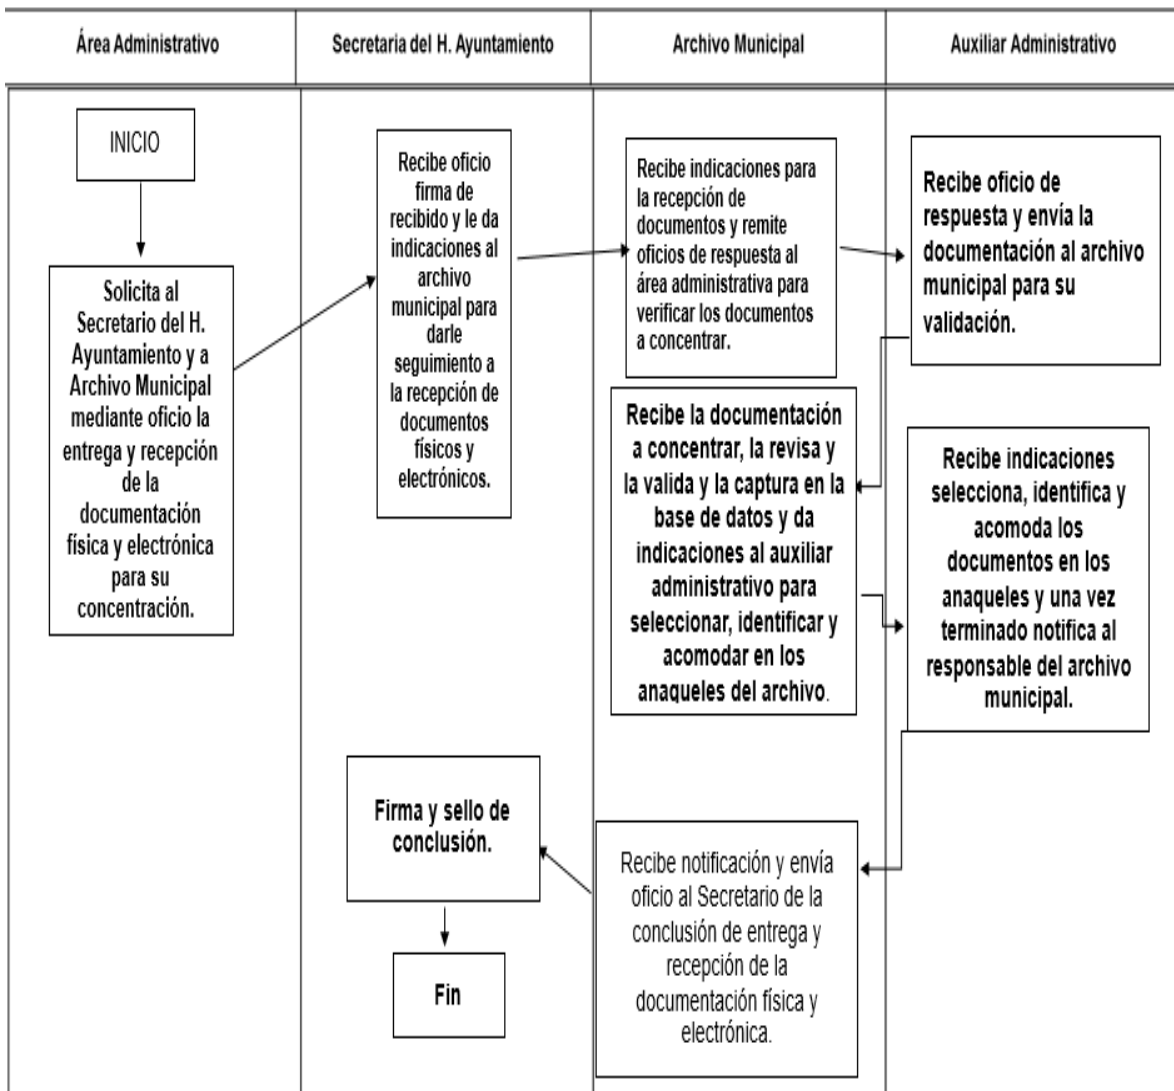 Área Administrativo
Secretaria del H. Ayuntamiento
Archivo Municipal
Auxiliar Administrativo
INICIO
Solicita al
Secretario del H.
Ayuntamiento y a
Archivo Municipal
mediante oficio la
entrega y recepción
de la
documentación
física y electrónica
para su
concentración.
Recibe oficio
firma de
recibido y le da
indicaciones al
archivo
municipal para
darle
seguimiento a
la recepción de
documentos
físicos y
electrónicos.
Recibe indicaciones para
la recepción de
documentos y remite
oficios de respuesta al
área administrativa para
verificar los documentos
a concentrar.
Recibe oficio de
respuesta y envía la
documentación al archivo
municipal para su
validación.
Recibe la documentación
a concentrar, la revisa y
la valida y la captura en la
base de datos y da
indicaciones al auxiliar
administrativo para
seleccionar, identificar y
acomodar en los
anaqueles del archivo.
Recibe indicaciones
selecciona, identifica y
acomoda los
documentos en los
anaqueles y una vez
terminado notifica al
responsable del archivo
municipal.
Recibe notificación y envía
oficio al Secretario de la
conclusión de entrega y
recepción de la
documentación física y
electrónica.
Firma y sello de
conclusión.
Fin